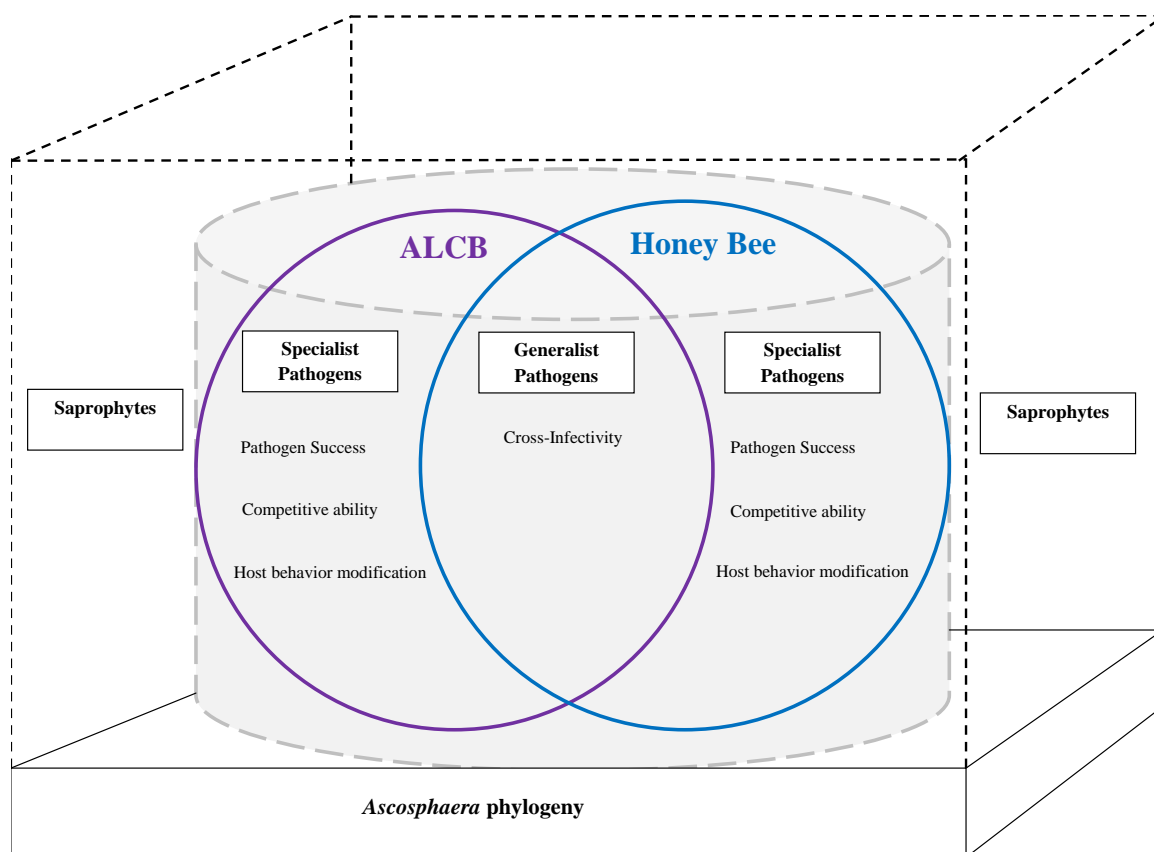 ALCB
Honey Bee
Specialist
Pathogens
Generalist
Pathogens
Specialist
Pathogens
Saprophytes
Saprophytes
Cross-Infectivity
Pathogen Success
Pathogen Success
Competitive ability
Competitive ability
Host behavior modification
Host behavior modification
Ascosphaera phylogeny